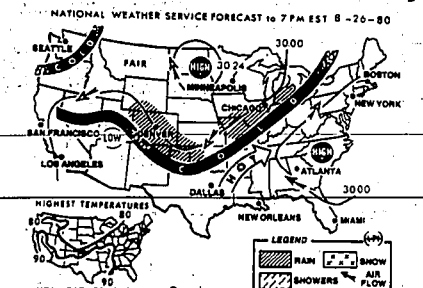 NATIONAL WEATHER SERVICE FORECAST to 7 PM EST 8-26-80
SEATTLE
COOL
FAIR
HIGH
30.24
MINNEAPOLIS
30.00
BOSTON
NEW YORK
CHICAGO
COOL
SAN FRANCISCO
LOW
DENVER
LOS ANGELES
HOT
HIGH
ATLANTA
DALLAS
30.00
NEW ORLEANS
MIAMI
HIGHEST TEMPERATURES
80
80
90
90
LEGEND
RAIN
SNOW
SHOWERS
AIR
FLOW